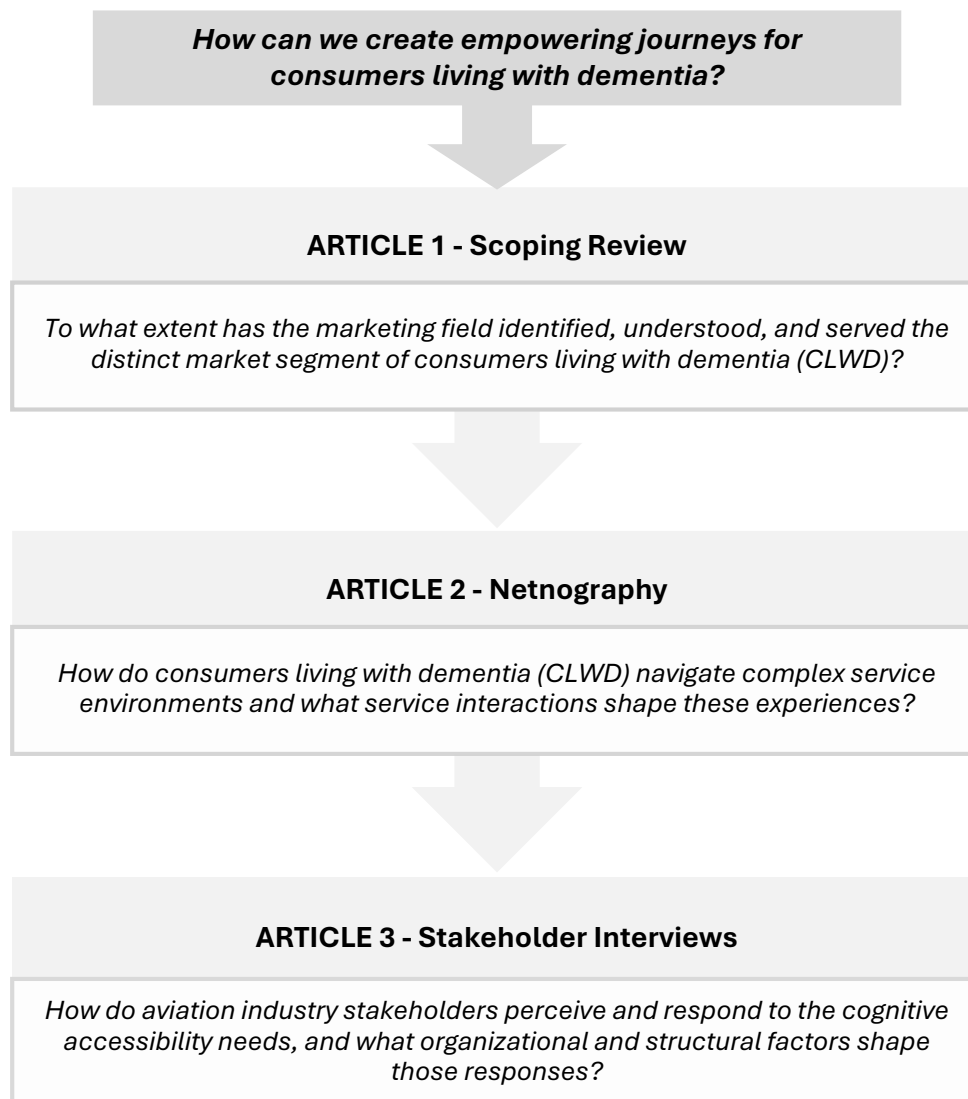 How can we create empowering journeys for
consumers living with dementia?
ARTICLE 1 - Scoping Review
To what extent has the marketing field identified, understood, and served the
distinct market segment of consumers living with dementia (CLWD)?
ARTICLE 2 - Netnography
How do consumers living with dementia (CLWD) navigate complex service
environments and what service interactions shape these experiences?
ARTICLE 3 - Stakeholder Interviews
How do aviation industry stakeholders perceive and respond to the cognitive
accessibility needs, and what organizational and structural factors shape
those responses?